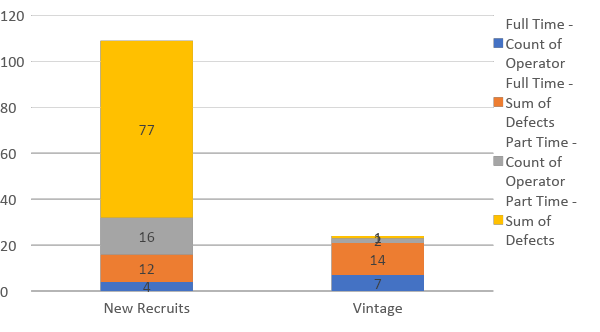 120
100
80
60
40
20
0
77
16
12
4
1
2
14
7
New Recruits
Vintage
Full Time -
Count of
Operator
Full Time -
Sum of
Defects
Part Time -
Count of
Operator
Part Time -
Sum of
Defects